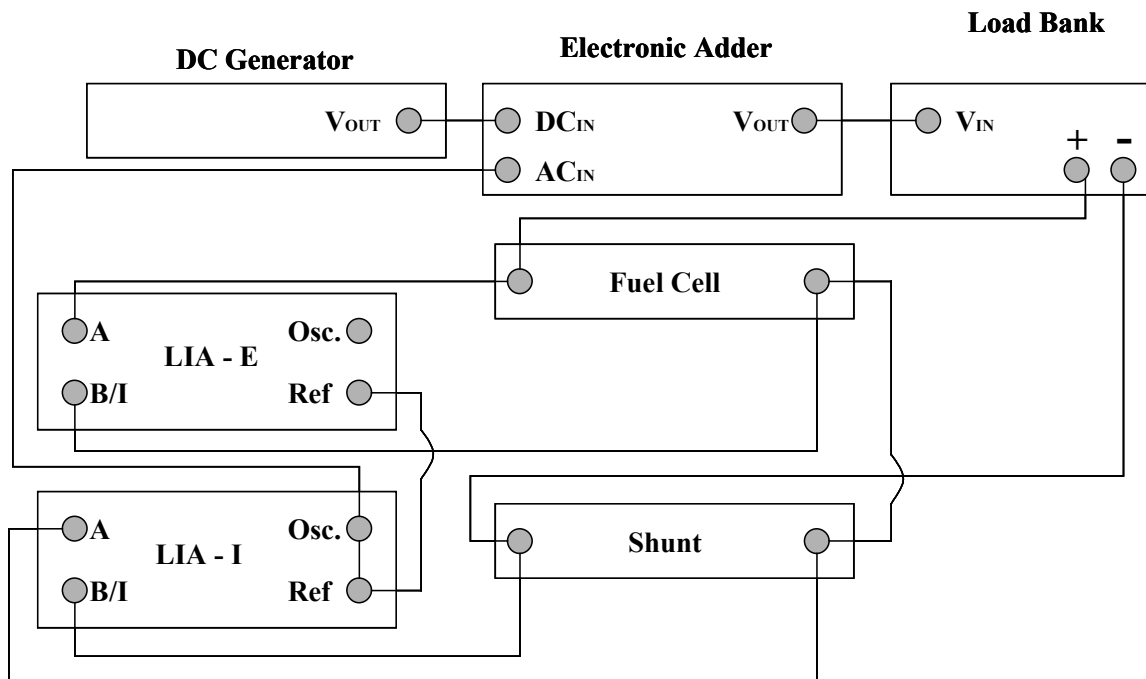 Load Bank
Electronic Adder
DC Generator
VOUT
DCIN
VOUT
VIN
ACIN
+ -
Fuel Cell
A
Osc.
LIA - E
B/I
Ref
A
Osc.
LIA - I
B/I
Ref
Shunt